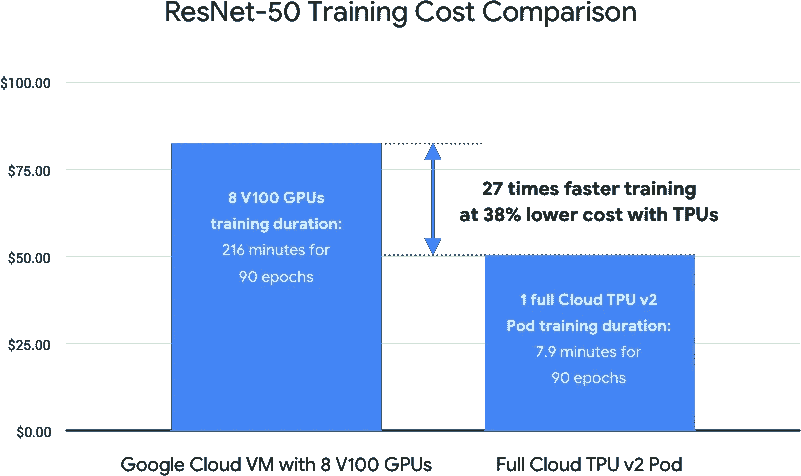 ResNet-50 Training Cost Comparison
$100.00
$75.00
$50.00
$25.00
$0.00
8 V100 GPUs
training duration:
216 minutes for
90 epochs
27 times faster training
at 38% lower cost with TPUs
1 full Cloud TPU v2
Pod training duration:
7.9 minutes for
90 epochs
Google Cloud VM with 8 V100 GPUs
Full Cloud TPU v2 Pod